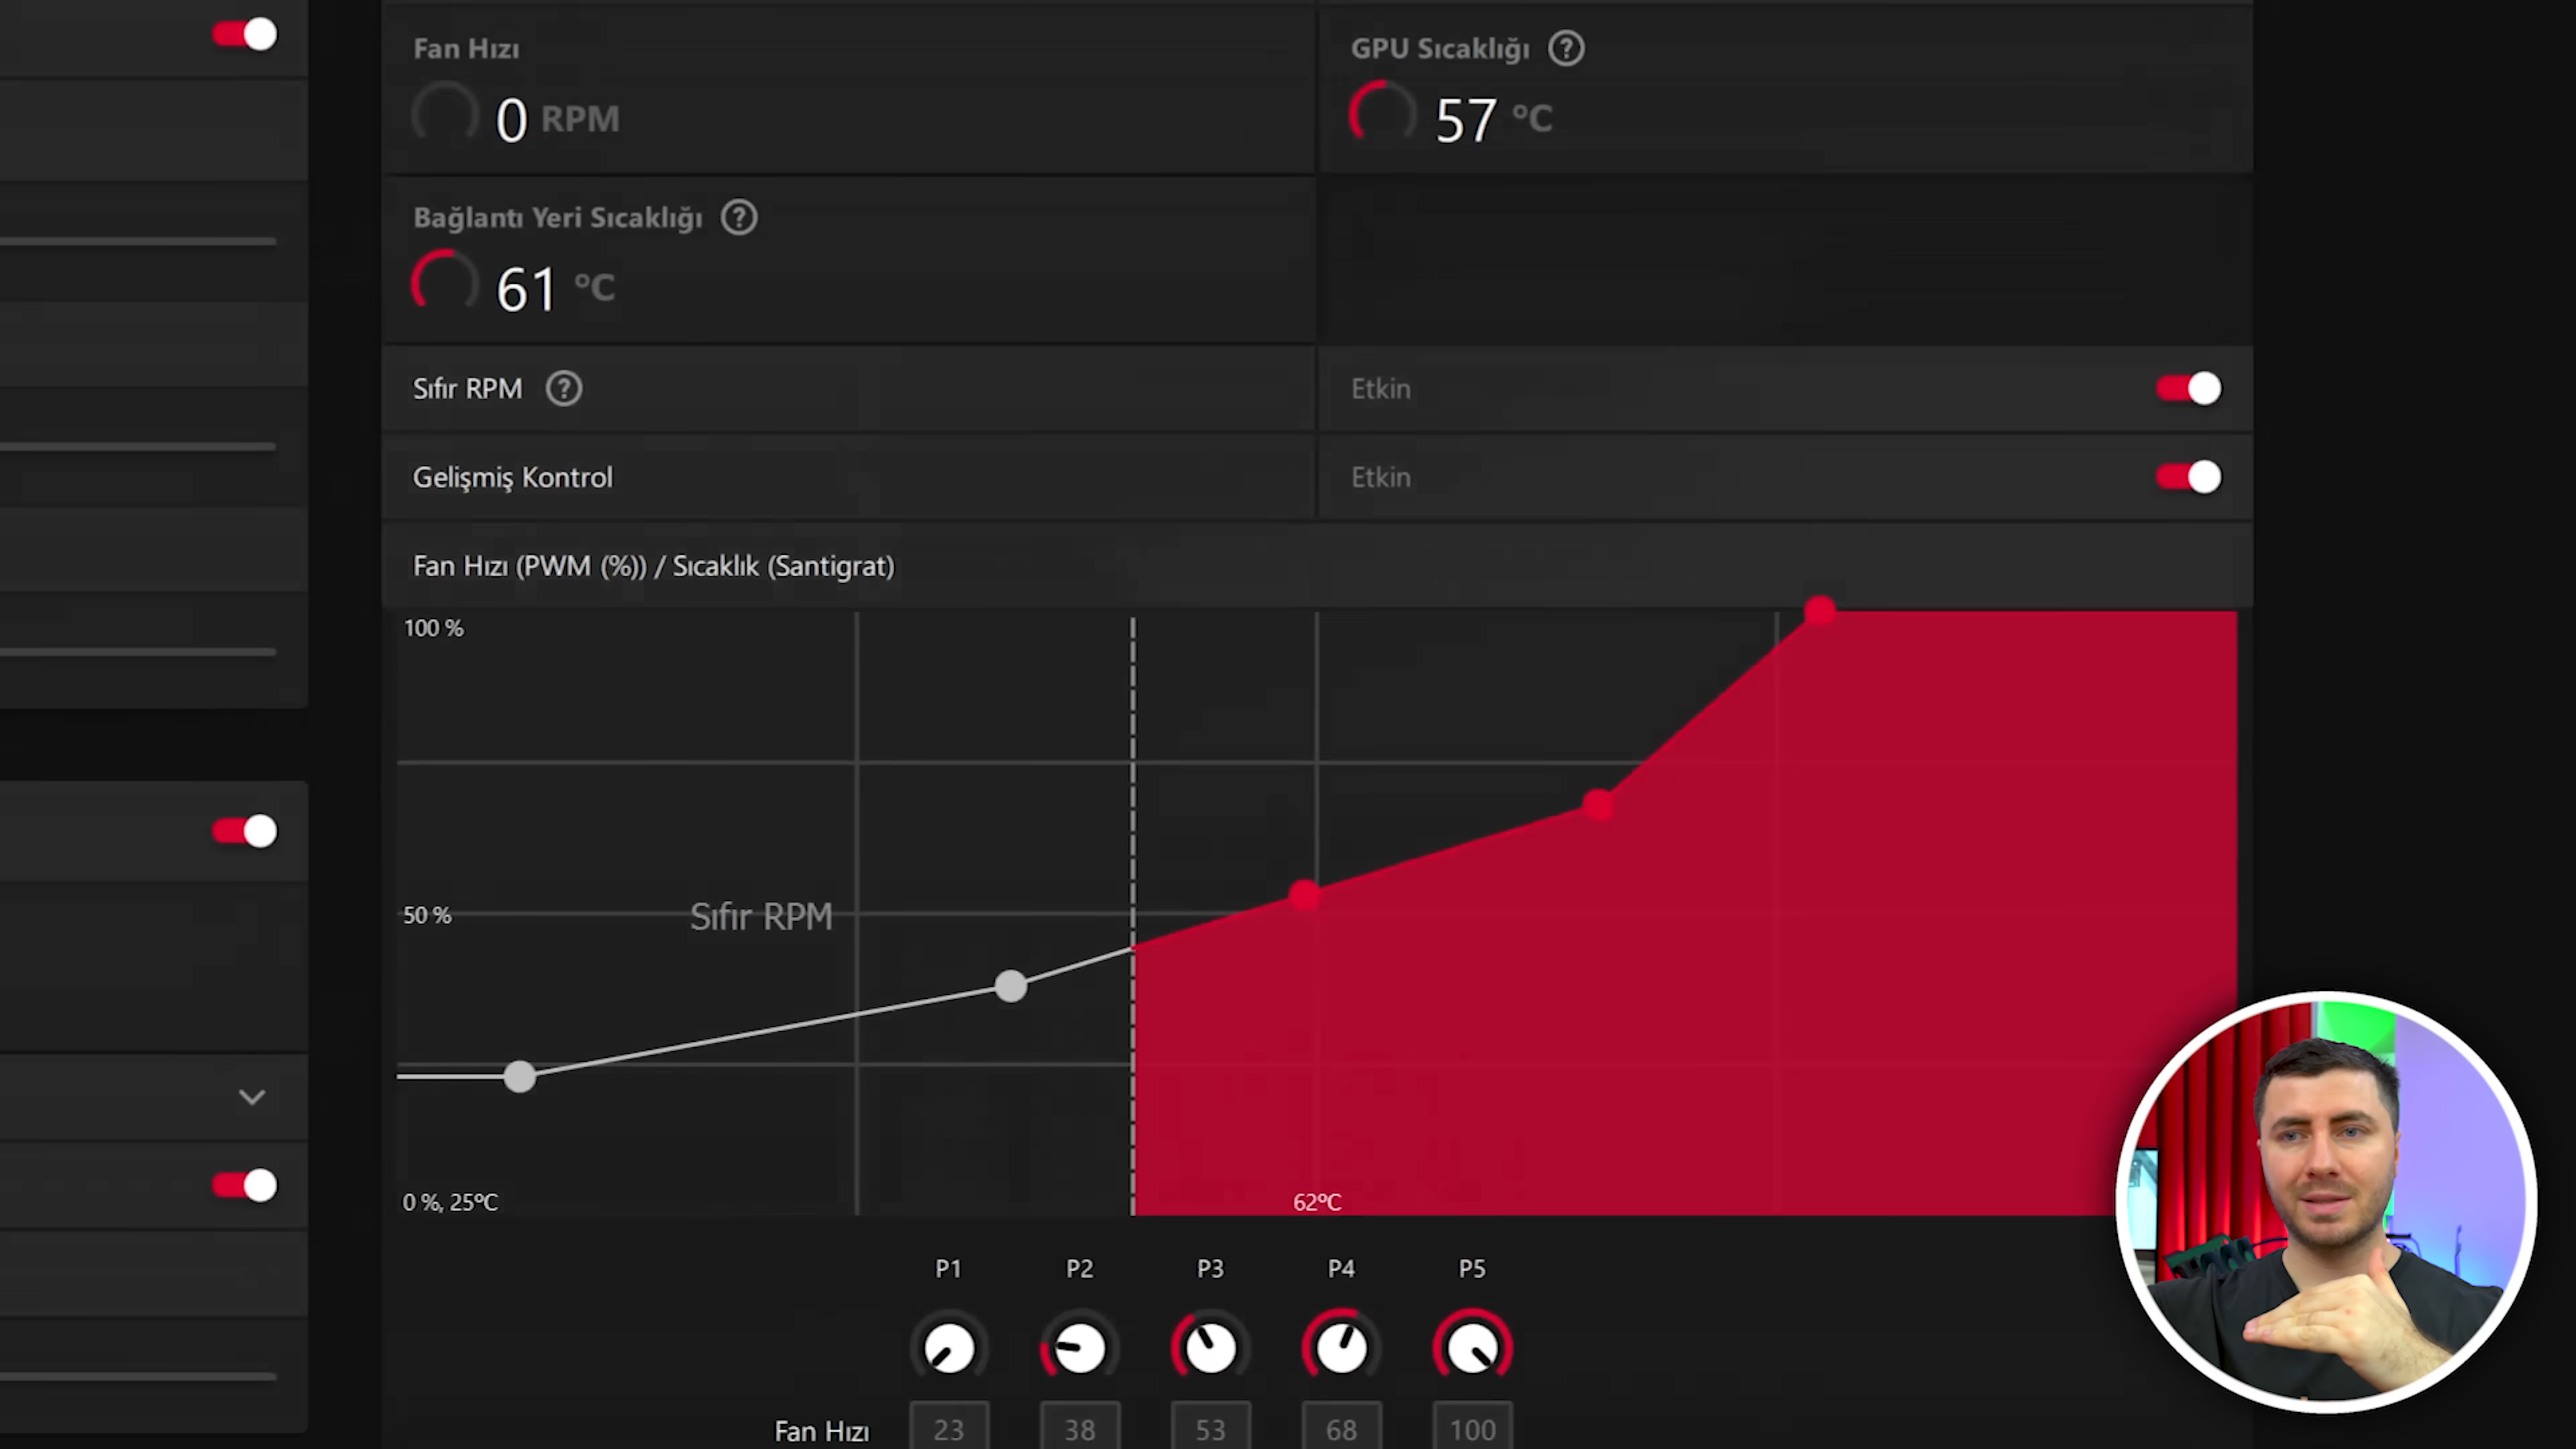 Fan Hızı
GPU Sıcaklığı ?
0 RPM
57 °C
Bağlantı Yeri Sıcaklığı ?
61 °C
Sıfır RPM ?
Etkin
Gelişmiş Kontrol
Etkin
Fan Hızı (PWM (%)) / Sıcaklık (Santigrat)
100 %
50 %
Sıfır RPM
0 %, 25°C
62°C
P1 P2 P3 P4 P5
Fan Hızı 23 38 53 68 100